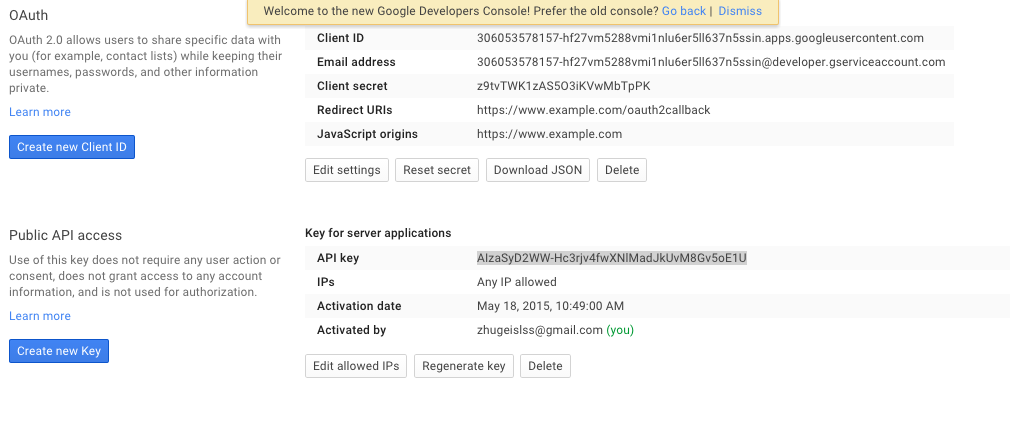 Welcome to the new Google Developers Console! Prefer the old console? Go back | Dismiss
OAuth
OAuth 2.0 allows users to share specific data with
you (for example, contact lists) while keeping their
usernames, passwords, and other information
private.
Learn more
Create new Client ID
Client ID 306053578157-hf27vm5288vmi1nlu6er5ll637n5ssin.apps.googleusercontent.com
Email address 306053578157-hf27vm5288vmi1nlu6er5ll637n5ssin@developer.gserviceaccount.com
Client secret
Redirect URIs https://www.example.com/oauth2callback
JavaScript origins https://www.example.com
Edit settings Reset secret Download JSON Delete
Public API access
Use of this key does not require any user action or
consent, does not grant access to any account
information, and is not used for authorization.
Learn more
Create new Key
Key for server applications
API key
IPs Any IP allowed
Activation date May 18, 2015, 10:49:00 AM
Activated by zhugeislss@gmail.com (you)
Edit allowed IPs Regenerate key Delete